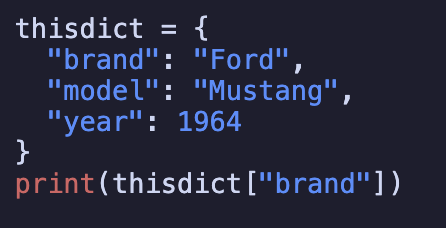 thisdict = {
  "brand": "Ford",
  "model": "Mustang",
  "year": 1964
}
print(thisdict["brand"])